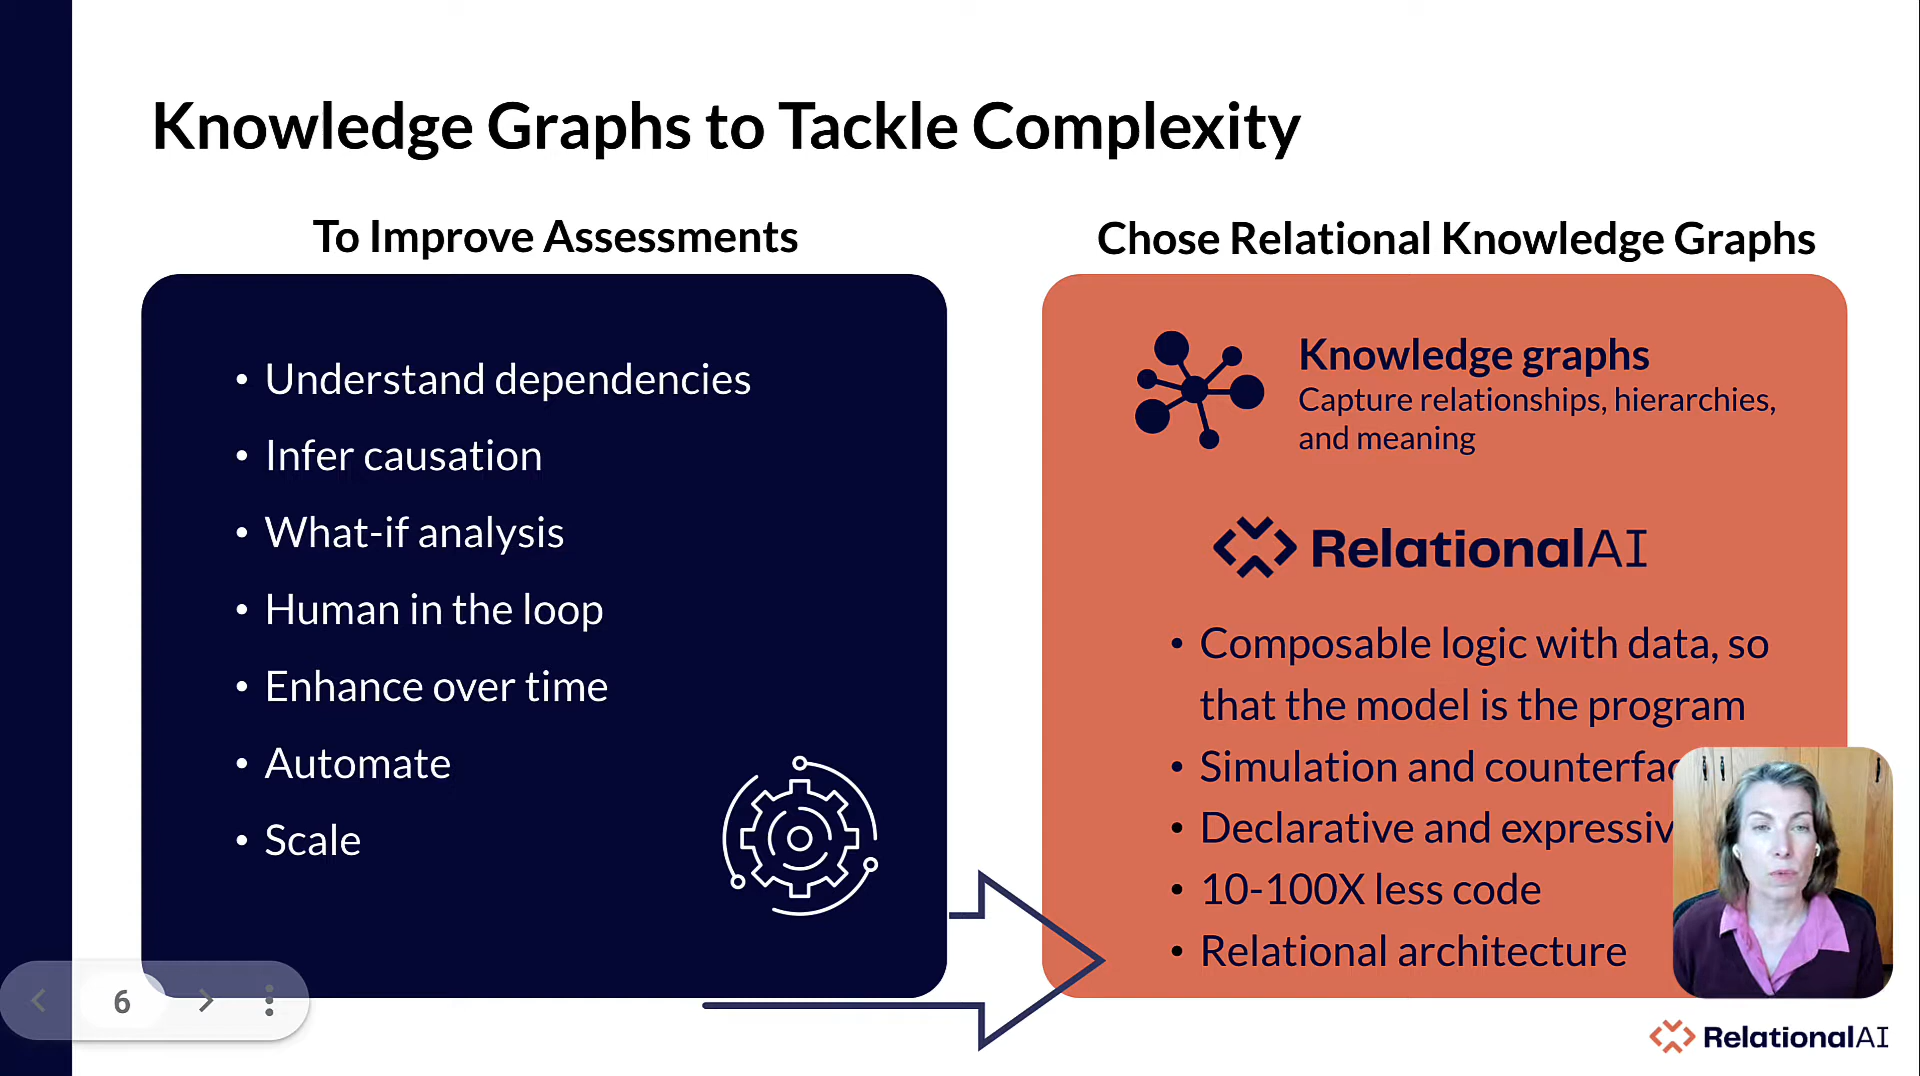 Knowledge Graphs to Tackle Complexity
To Improve Assessments
• Understand dependencies
• Infer causation
• What-if analysis
• Human in the loop
• Enhance over time
• Automate
• Scale
Chose Relational Knowledge Graphs
Knowledge graphs
Capture relationships, hierarchies,
and meaning
RelationalAI
• Composable logic with data, so
that the model is the program
• Simulation and
• Declarative and
• 10-100X less code
• Relational architecture
6
RelationalAI